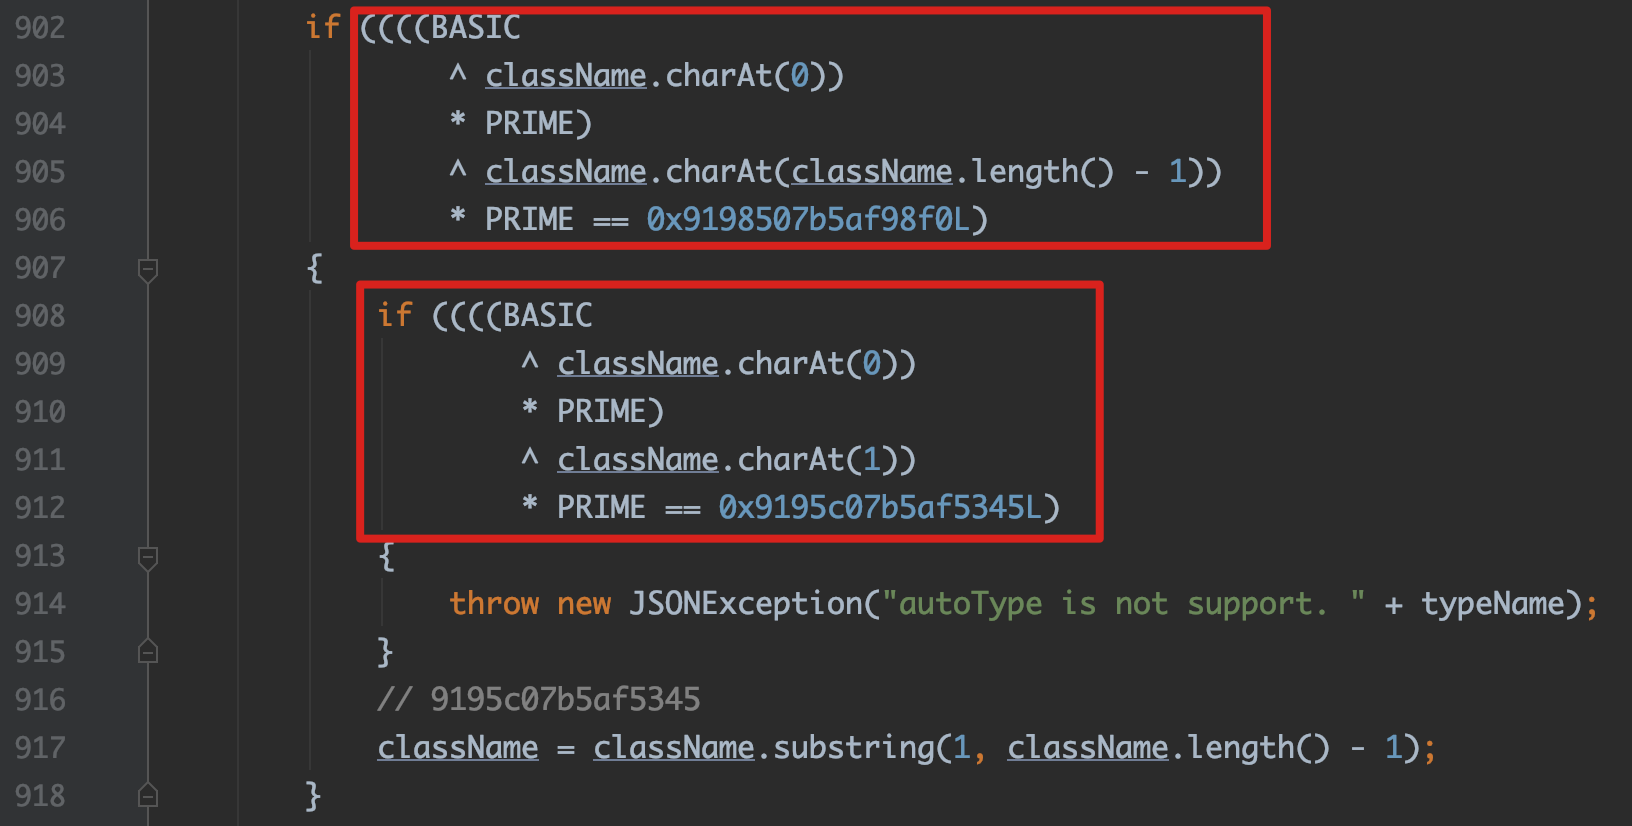 902 if ((((BASIC
903 ^ className.charAt(0))
904 * PRIME)
905 ^ className.charAt(className.length() - 1))
906 * PRIME == 0x9198507b5af98f0L)
907 {
908 if ((((BASIC
909 ^ className.charAt(0))
910 * PRIME)
911 ^ className.charAt(1))
912 * PRIME == 0x9195c07b5af5345L)
913 {
914 throw new JSONException("autoType is not support. " + typeName);
915 }
916 // 9195c07b5af5345
917 className = className.substring(1, className.length() - 1);
918 }